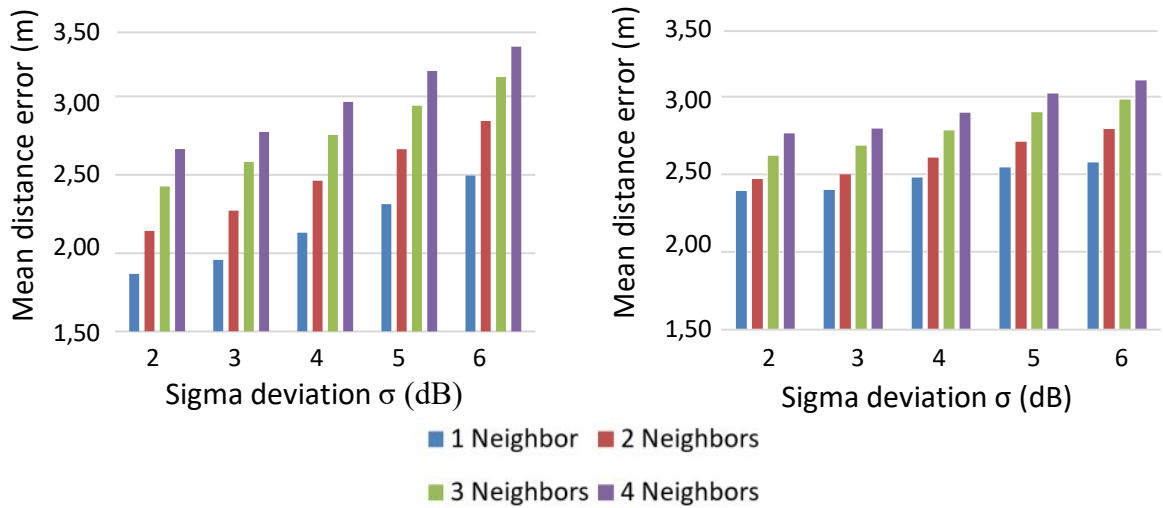 Mean distance error (m)
3,50
3,00
2,50
2,00
1,50
2 3 4 5 6
Sigma deviation σ (dB)
Mean distance error (m)
3,50
3,00
2,50
2,00
1,50
2 3 4 5 6
Sigma deviation σ (dB)
1 Neighbor 2 Neighbors
3 Neighbors 4 Neighbors